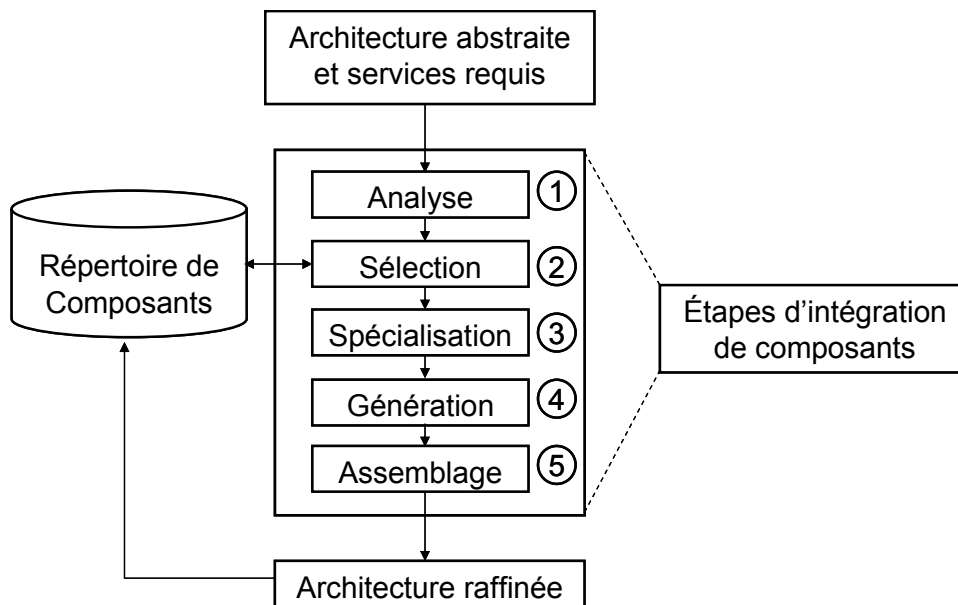 Architecture abstraite
et services requis
Analyse
1
Sélection
2
Spécialisation
3
Génération
4
Assemblage
5
Répertoire de
Composants
Étapes d’intégration
de composants
Architecture raffinée